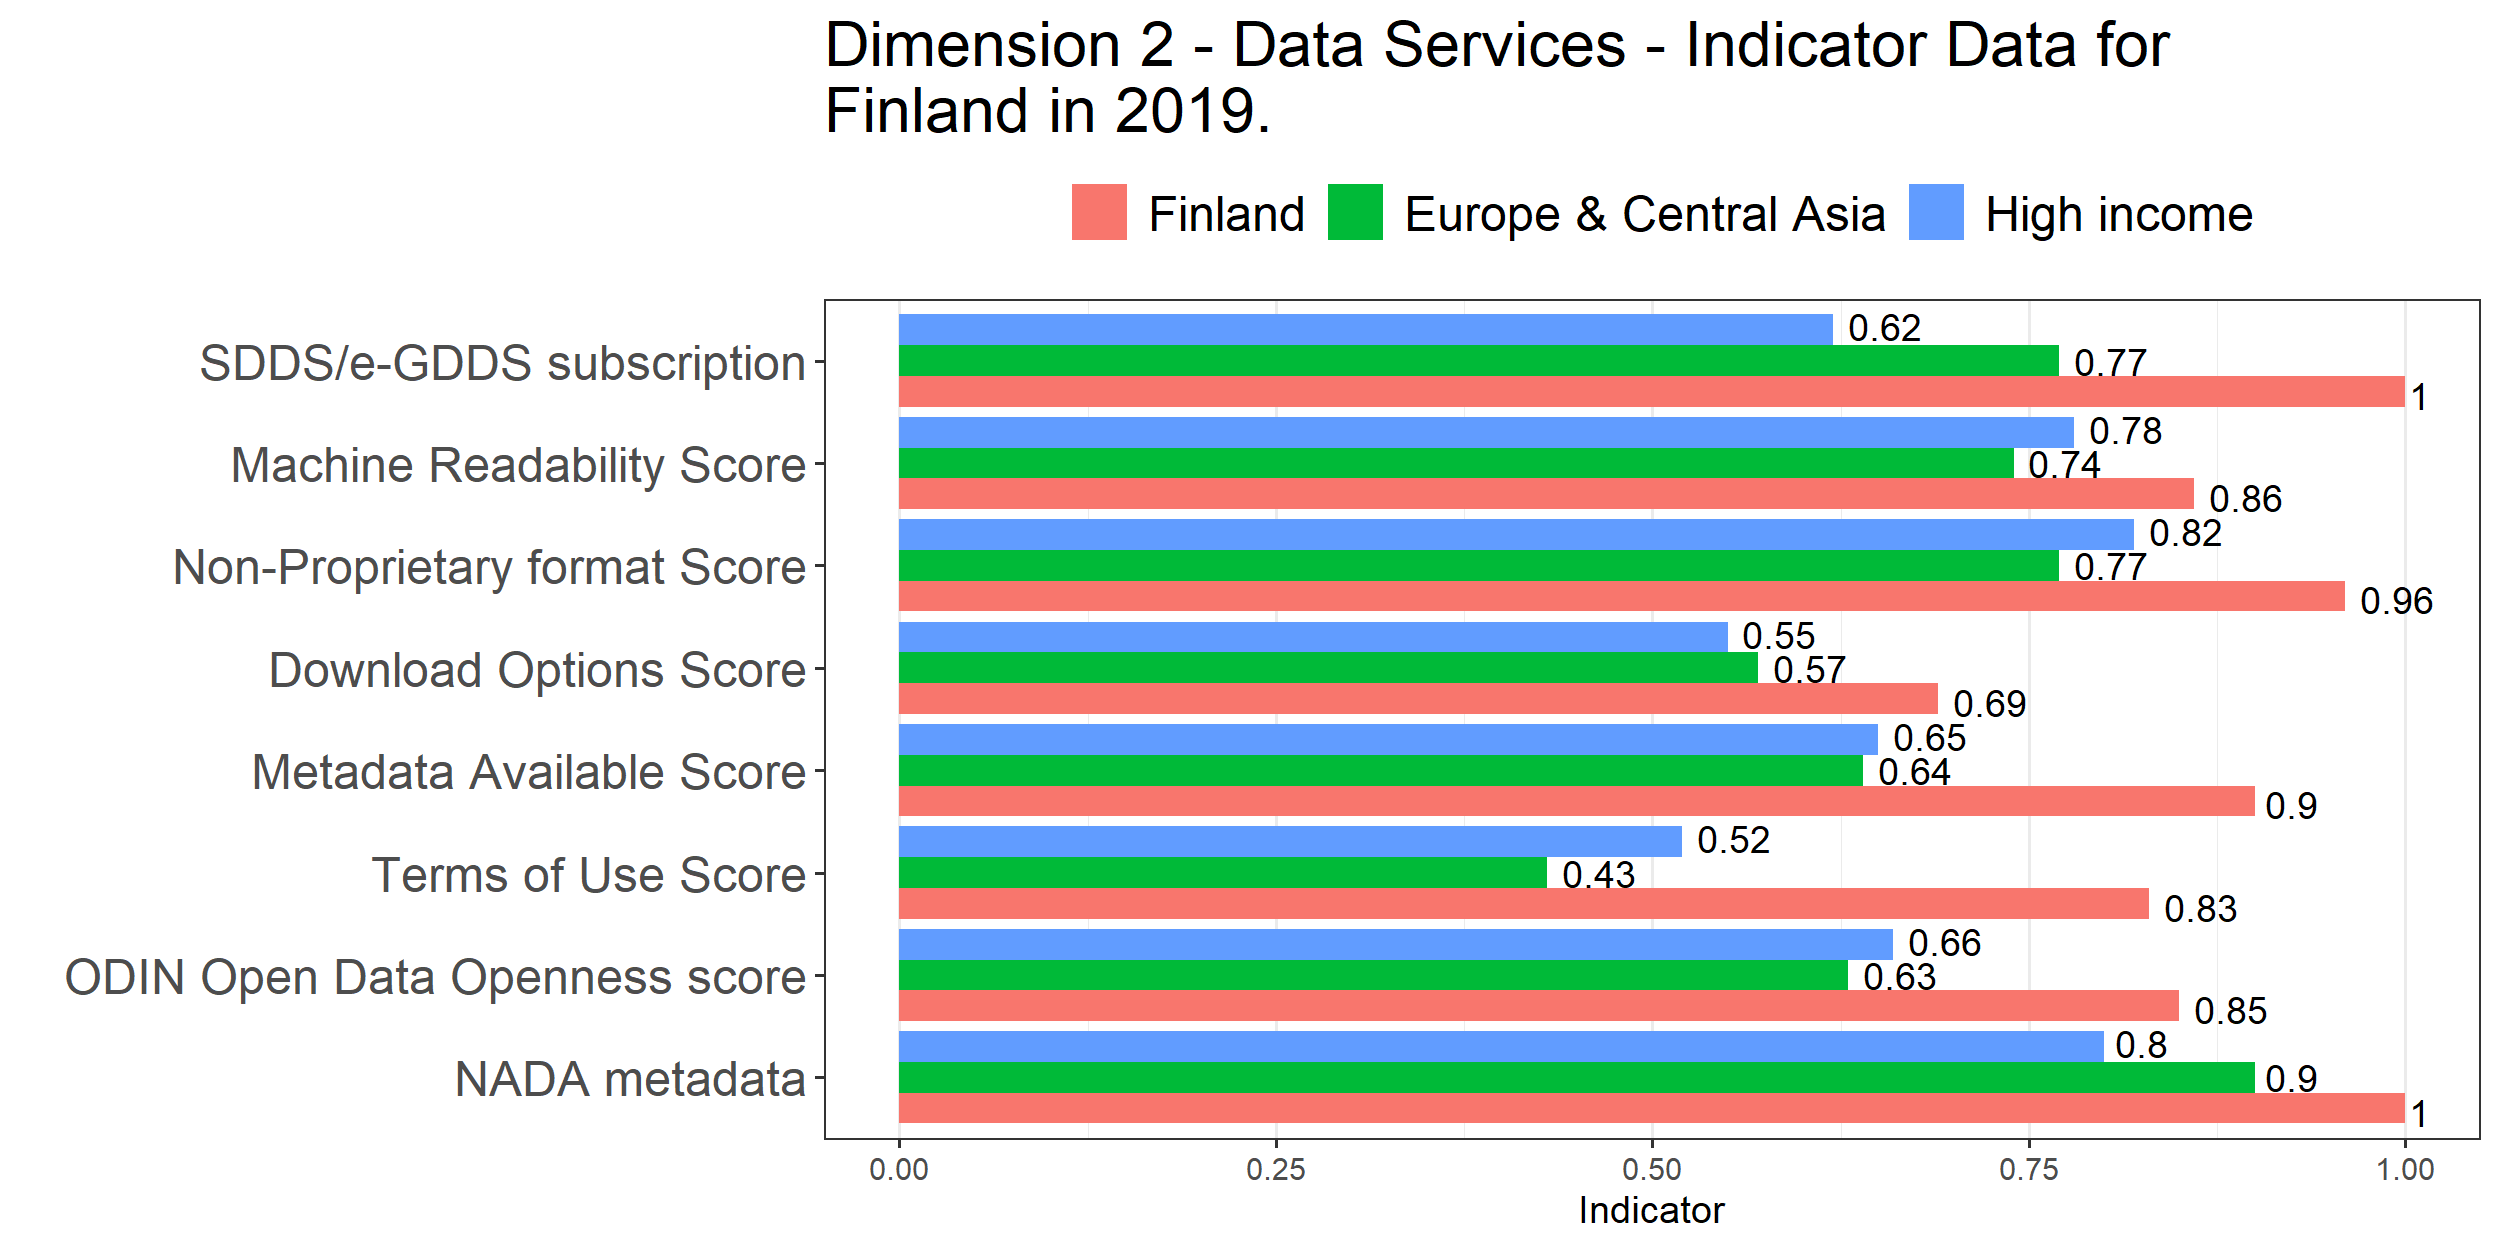 Dimension 2 - Data Services - Indicator Data for
Finland in 2019.
Finland
Europe & Central Asia
High income
SDDS/e-GDDS subscription
0.62
0.77
1
Machine Readability Score
0.78
0.74
0.86
Non-Proprietary format Score
0.82
0.77
0.96
Download Options Score
0.55
0.57
0.69
Metadata Available Score
0.65
0.64
0.9
Terms of Use Score
0.52
0.43
0.83
ODIN Open Data Openness score
0.66
0.63
0.85
NADA metadata
0.8
0.9
1
0.00 0.25 0.50 0.75 1.00
Indicator